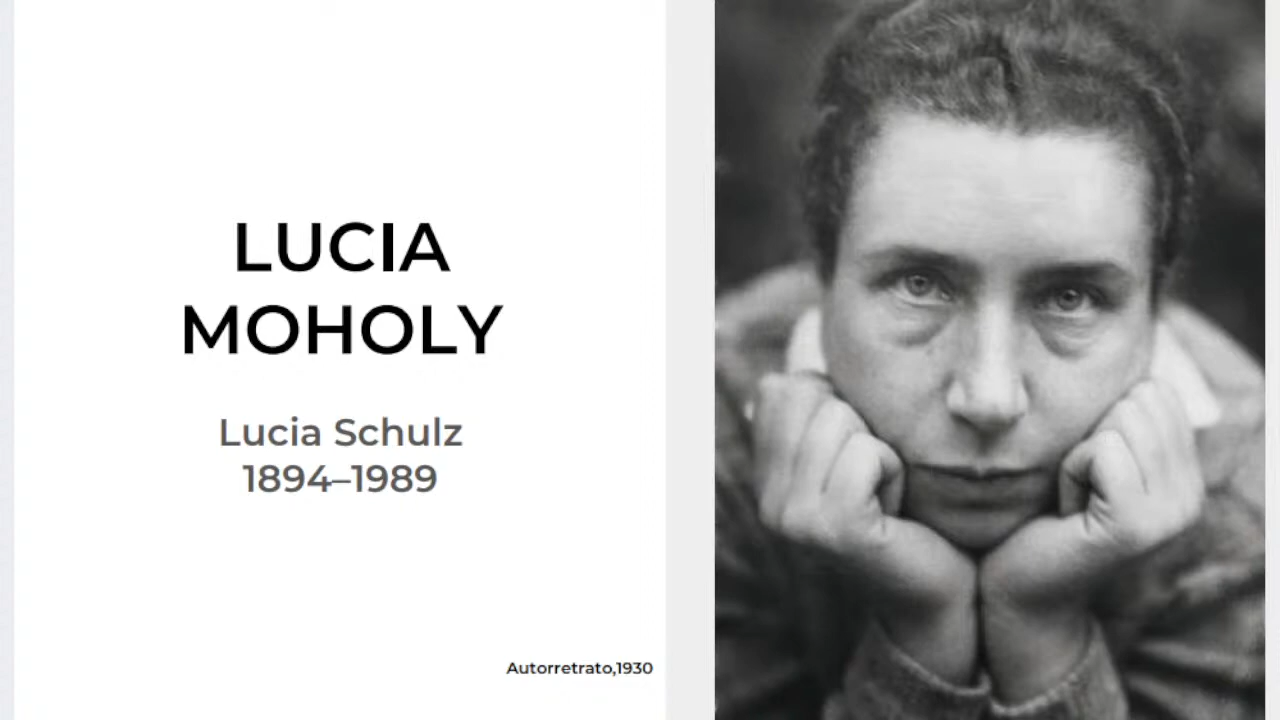 LUCIA
MOHOLY
Lucia Schulz
1894–1989
Autorretrato,1930